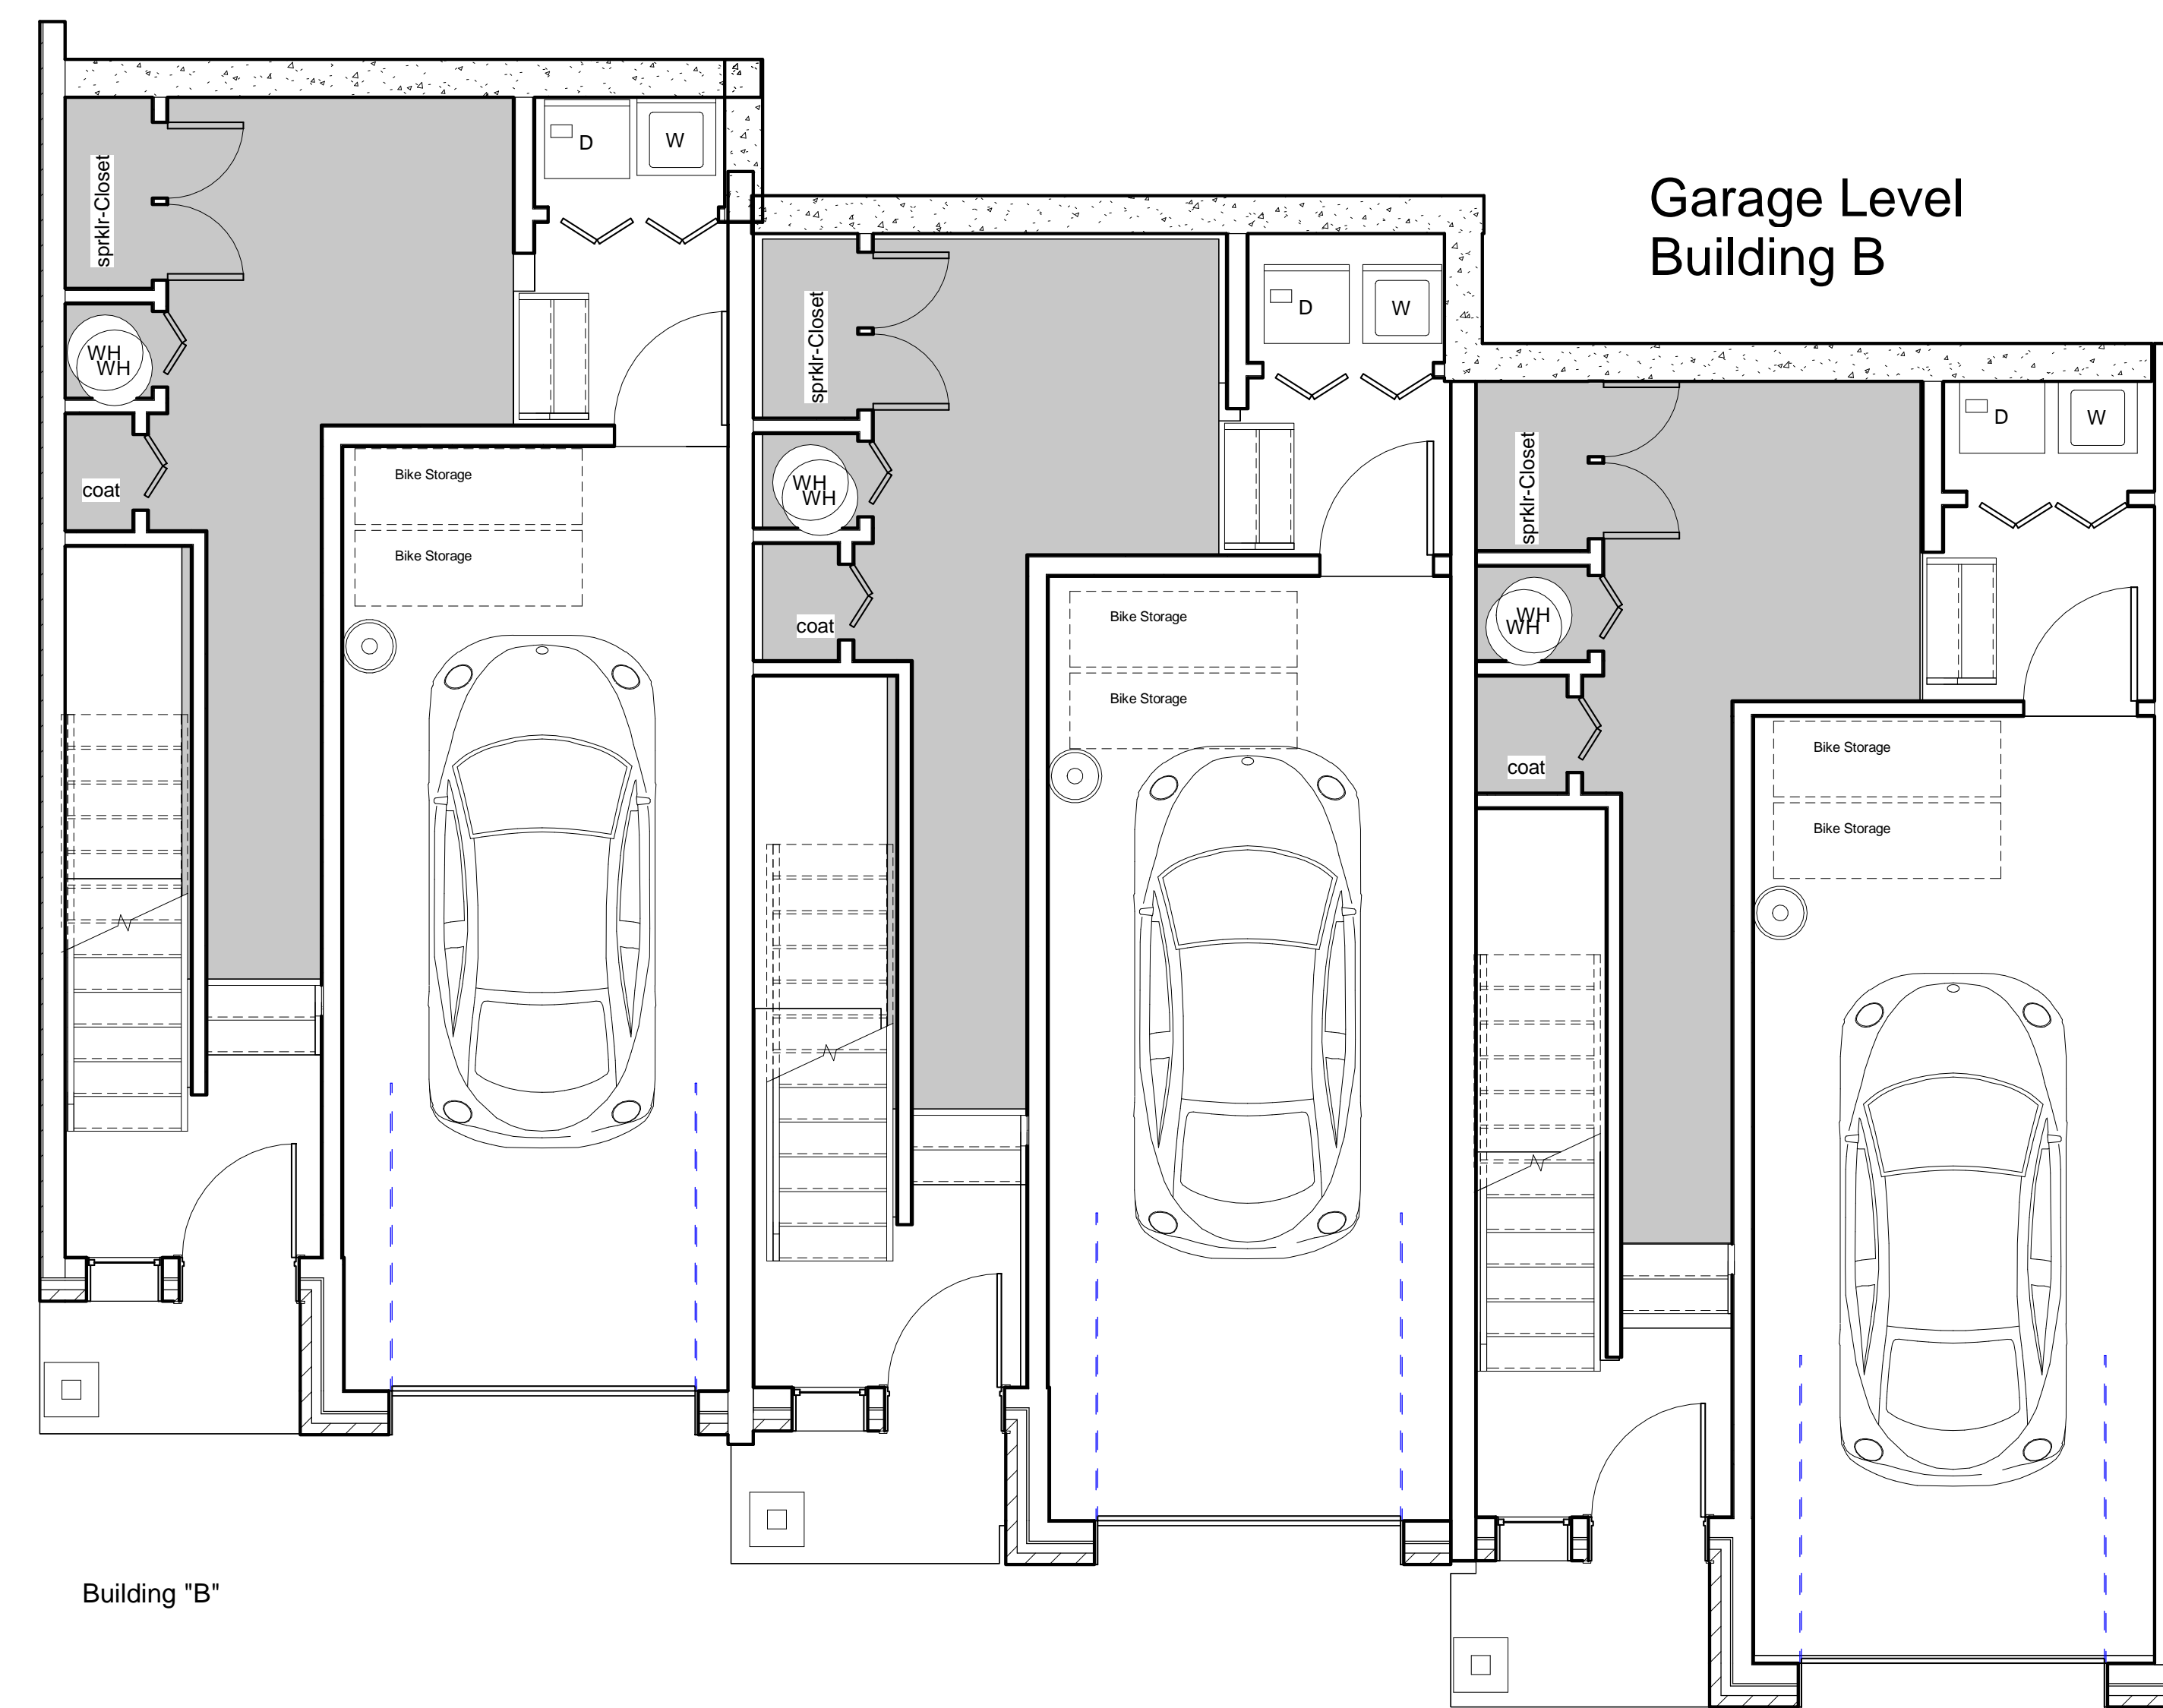 Garage Level
Building B
sprklr-Closet
D
W
WH
WH
coat
Bike Storage
Bike Storage
sprklr-Closet
D
W
WH
WH
coat
Bike Storage
Bike Storage
sprklr-Closet
D
W
WH
WH
coat
Bike Storage
Bike Storage
Building "B"